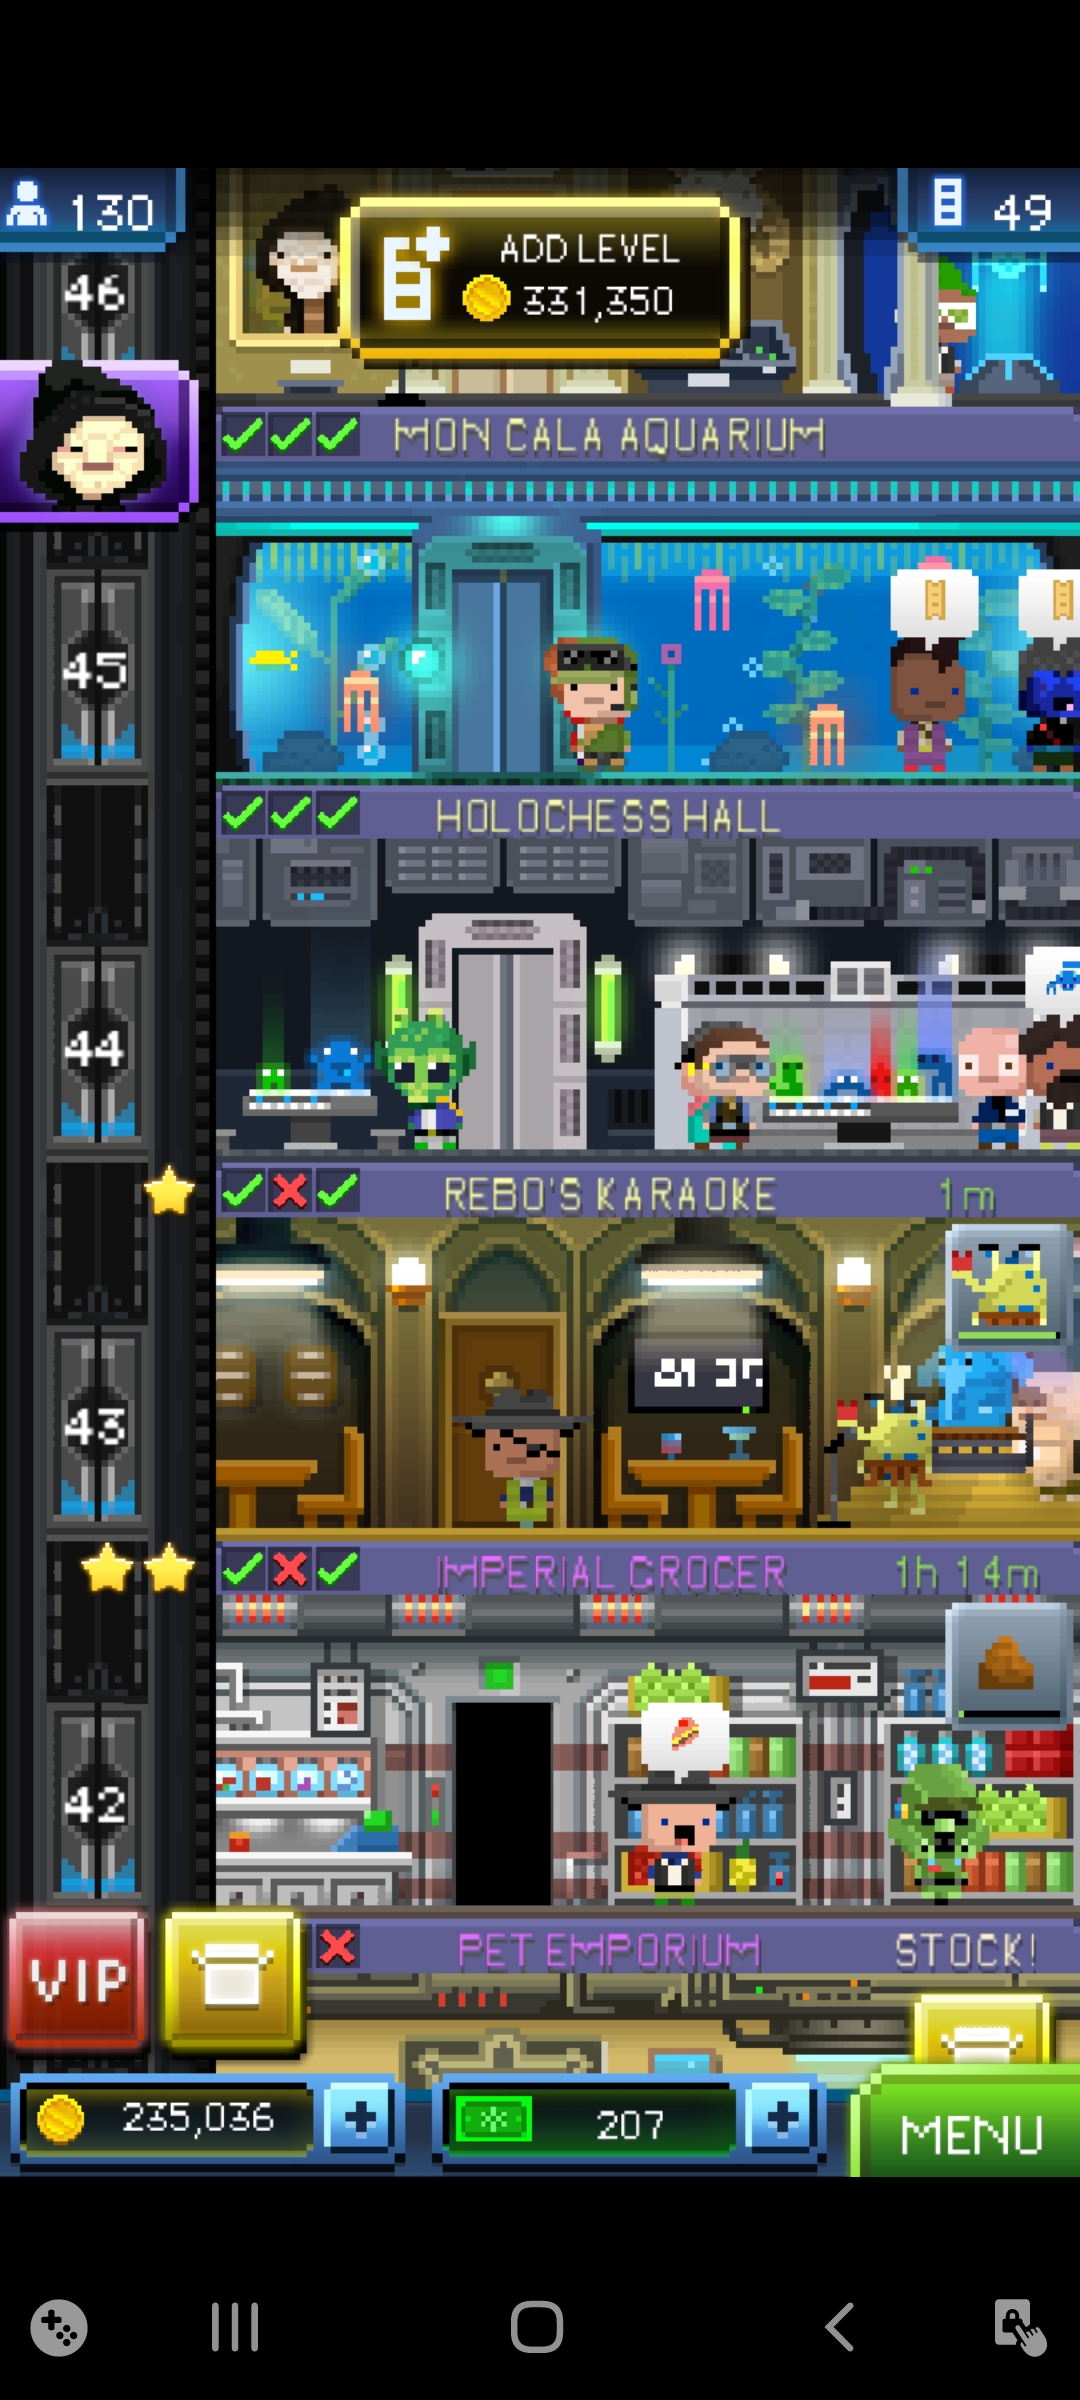 130
49
ADD LEVEL
331,350
46
MON CALA AQUARIUM
45
HOLOCHESS HALL
44
REBO'S KARAOKE 1m
43
IMPERIAL GROCER 1h 14m
42
PET EMPORIUM STOCK!
VIP
235,036 +
207 +
MENU